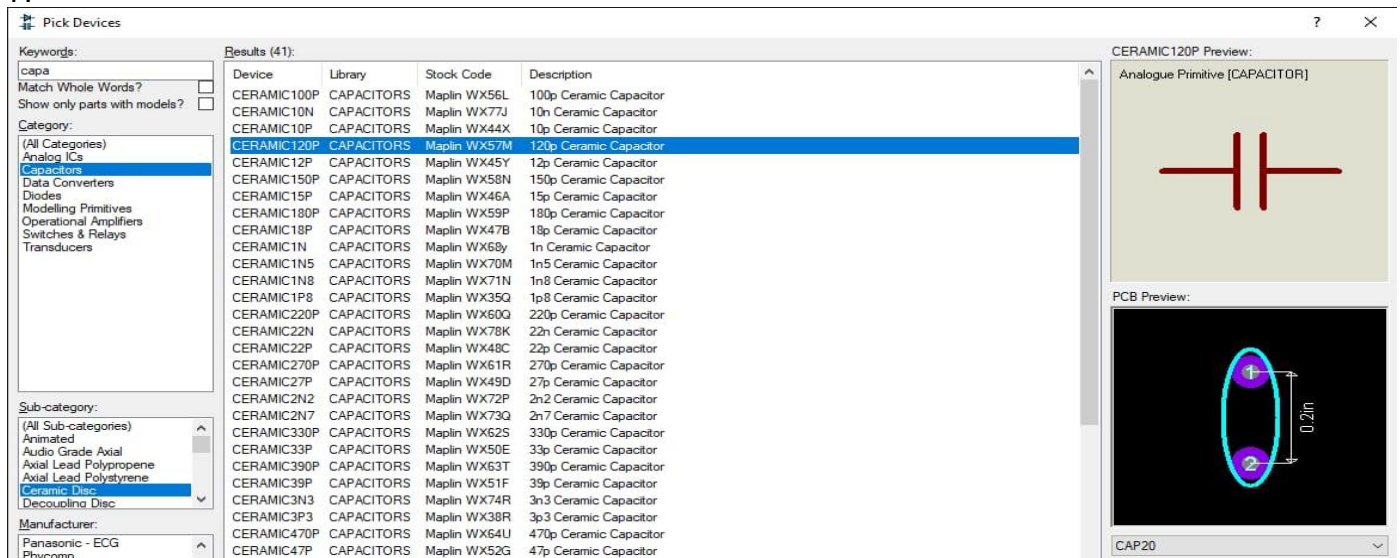 Pick Devices
? ×
Keywords:
capa
Match Whole Words?
Show only parts with models?
Category:
(All Categories)
Analog ICs
Capacitors
Data Converters
Diodes
Modelling Primitives
Operational Amplifiers
Switches & Relays
Transducers
Sub-category:
(All Sub-categories)
Animated
Audio Grade Axial
Axial Lead Polypropene
Axial Lead Polystyrene
Ceramic Disc
Decoupling Disc
Manufacturer:
Panasonic - ECG
Phycomp
Results (41):
Device Library Stock Code Description
CERAMIC100P CAPACITORS Maplin WX56L 100p Ceramic Capacitor
CERAMIC10N CAPACITORS Maplin WX77J 10n Ceramic Capacitor
CERAMIC10P CAPACITORS Maplin WX44X 10p Ceramic Capacitor
CERAMIC120P CAPACITORS Maplin WX57M 120p Ceramic Capacitor
CERAMIC12P CAPACITORS Maplin WX45Y 12p Ceramic Capacitor
CERAMIC150P CAPACITORS Maplin WX58N 150p Ceramic Capacitor
CERAMIC15P CAPACITORS Maplin WX46A 15p Ceramic Capacitor
CERAMIC180P CAPACITORS Maplin WX59P 180p Ceramic Capacitor
CERAMIC18P CAPACITORS Maplin WX47B 18p Ceramic Capacitor
CERAMIC1N CAPACITORS Maplin WX68y 1n Ceramic Capacitor
CERAMIC1N5 CAPACITORS Maplin WX70M 1n5 Ceramic Capacitor
CERAMIC1N8 CAPACITORS Maplin WX71N 1n8 Ceramic Capacitor
CERAMIC1P8 CAPACITORS Maplin WX35Q 1p8 Ceramic Capacitor
CERAMIC220P CAPACITORS Maplin WX60Q 220p Ceramic Capacitor
CERAMIC22N CAPACITORS Maplin WX78K 22n Ceramic Capacitor
CERAMIC22P CAPACITORS Maplin WX48C 22p Ceramic Capacitor
CERAMIC270P CAPACITORS Maplin WX61R 270p Ceramic Capacitor
CERAMIC27P CAPACITORS Maplin WX49D 27p Ceramic Capacitor
CERAMIC2N2 CAPACITORS Maplin WX72P 2n2 Ceramic Capacitor
CERAMIC2N7 CAPACITORS Maplin WX73Q 2n7 Ceramic Capacitor
CERAMIC330P CAPACITORS Maplin WX62S 330p Ceramic Capacitor
CERAMIC33P CAPACITORS Maplin WX50E 33p Ceramic Capacitor
CERAMIC390P CAPACITORS Maplin WX63T 390p Ceramic Capacitor
CERAMIC39P CAPACITORS Maplin WX51F 39p Ceramic Capacitor
CERAMIC3N3 CAPACITORS Maplin WX74R 3n3 Ceramic Capacitor
CERAMIC3P3 CAPACITORS Maplin WX38R 3p3 Ceramic Capacitor
CERAMIC470P CAPACITORS Maplin WX64U 470p Ceramic Capacitor
CERAMIC47P CAPACITORS Maplin WX52G 47p Ceramic Capacitor
CERAMIC120P Preview:
Analogue Primitive [CAPACITOR]
PCB Preview:
1
0.2in
2
CAP20